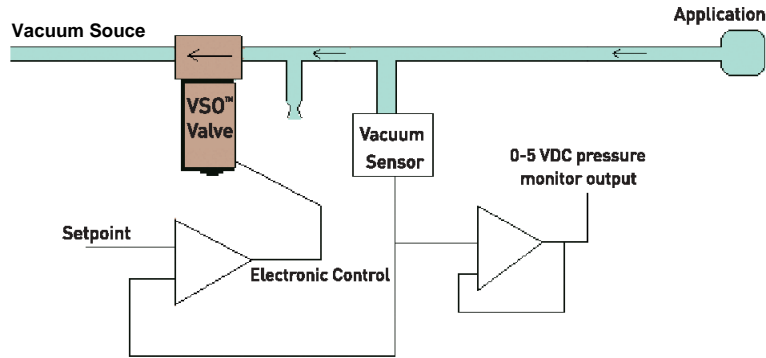 Application
Vacuum Souce
VSO™
Valve
Vacuum
Sensor
0-5 VDC pressure
monitor output
Setpoint
Electronic Control